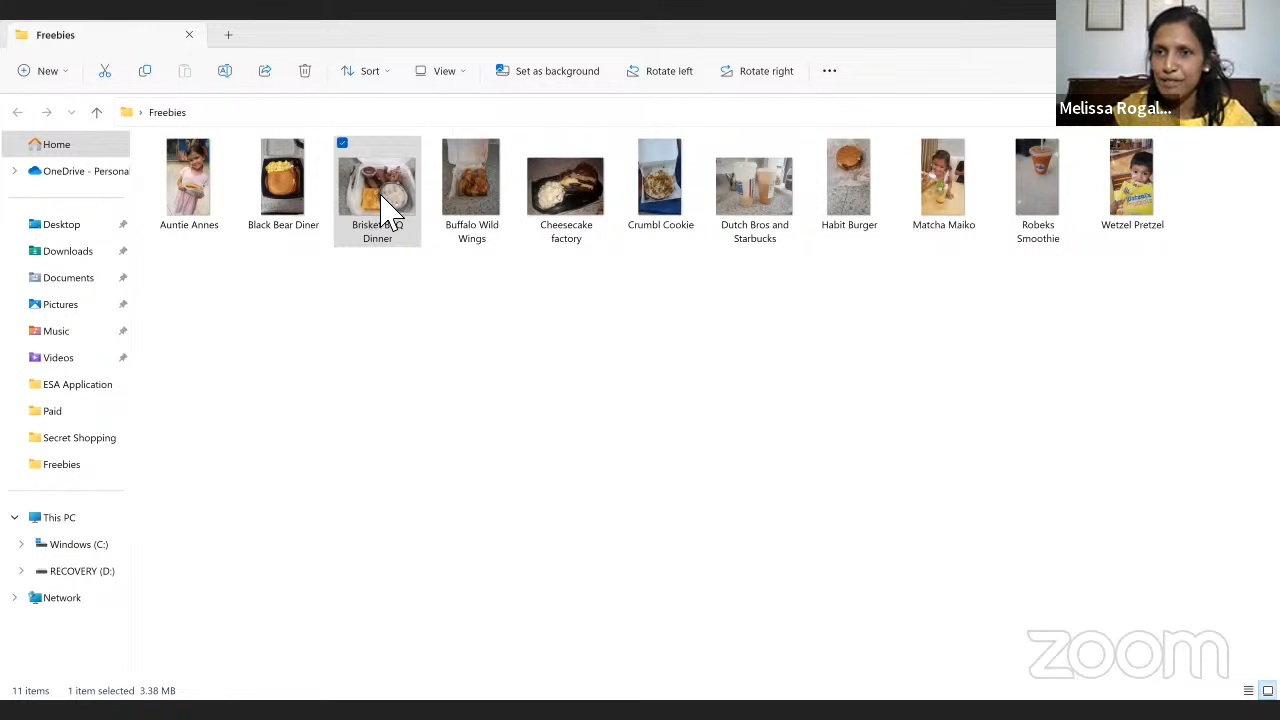 Freebies
New
Sort
View
Set as background
Rotate left
Rotate right
Freebies
Melissa Rogal...
Home
OneDrive - Persona
Desktop
Downloads
Documents
Pictures
Music
Videos
ESA Application
Paid
Secret Shopping
Freebies
This PC
Windows (C:)
RECOVERY (D:)
Network
Auntie Annes
Black Bear Diner
Dinner
Buffalo Wild
Wings
Cheesecake
factory
Crumbl Cookie
Dutch Bros and
Starbucks
Habit Burger
Matcha Maiko
Robeks
Smoothie
Wetzel Pretzel
11 items
1 item selected 3.38 MB
zoom